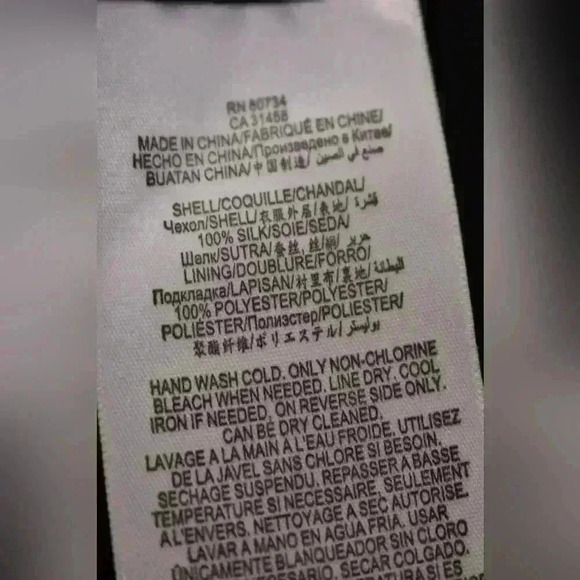 RN 80734
CA 31458
MADE IN CHINA/FABRIQUÉ EN CHINE/
HECHO EN CHINA/Произведено в Китае/
BUATAN CHINA/中国制造/ صنع في الصين/
SHELL/COQUILLE/CHANDAL/
Чехол/SHELL/衣服外层/表地/ قشرة/
100% SILK/SOIE/SEDA/
Шелк/SUTRA/蚕丝, 丝/絹/ حرير/
LINING/DOUBLURE/FORRO/
Подкладка/LAPISAN/衬里布/裏地/ البطانة/
100% POLYESTER/POLYESTER/
POLIÉSTER/Полиэстер/POLIESTER/
聚酯纤维/ポリエステル/ بوليستر/
HAND WASH COLD. ONLY NON-CHLORINE
BLEACH WHEN NEEDED. LINE DRY. COOL
IRON IF NEEDED, ON REVERSE SIDE ONLY.
CAN BE DRY CLEANED.
LAVAGE A LA MAIN A L'EAU FROIDE. UTILISEZ
DE LA JAVEL SANS CHLORE SI BESOIN.
SECHAGE SUSPENDU. REPASSER A BASSE
TEMPERATURE SI NECESSAIRE, SEULEMENT
A L'ENVERS. NETTOYAGE A SEC AUTORISE.
LAVAR A MANO EN AGUA FRIA. USAR
ÚNICAMENTE BLANQUEADOR SIN CLORO
NECESARIO. SECAR COLGADO.